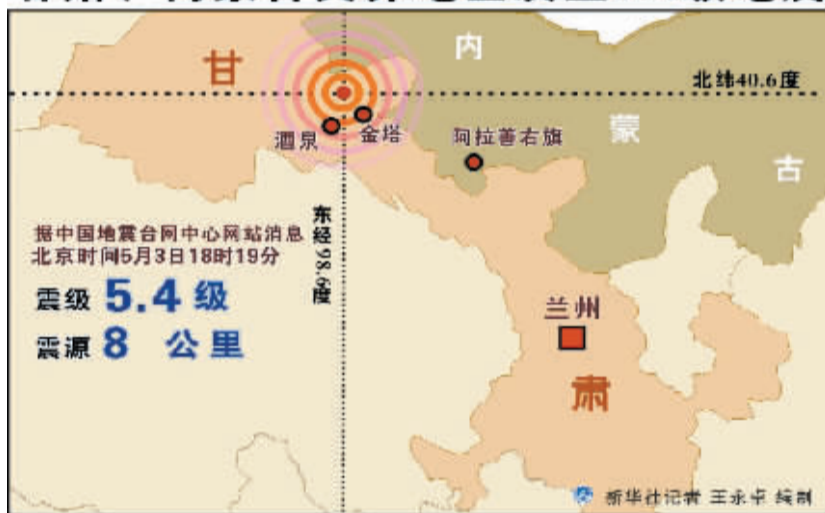 甘
内
北纬40.6度
酒泉
金塔
阿拉善右旗
蒙
古
据中国地震台网中心网站消息
北京时间5月3日18时19分
东经98.6度
震级 5.4 级
震源 8 公里
兰州
肃
新华社记者 王永卓 编制